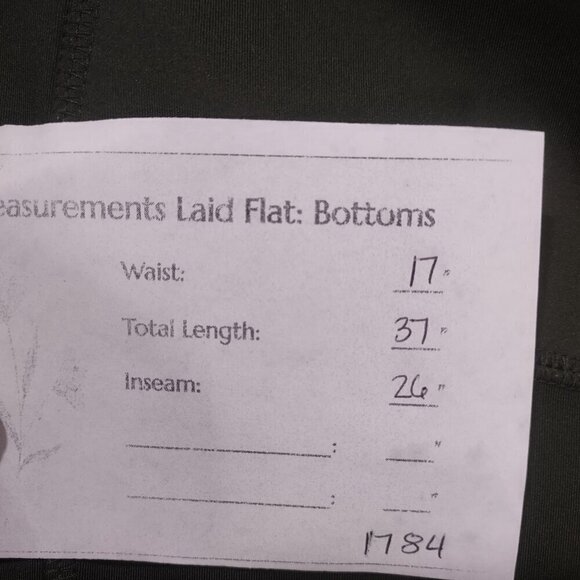 easurements Laid Flat: Bottoms
Waist: 17"
Total Length: 37"
Inseam: 26"
: "
: "
1784